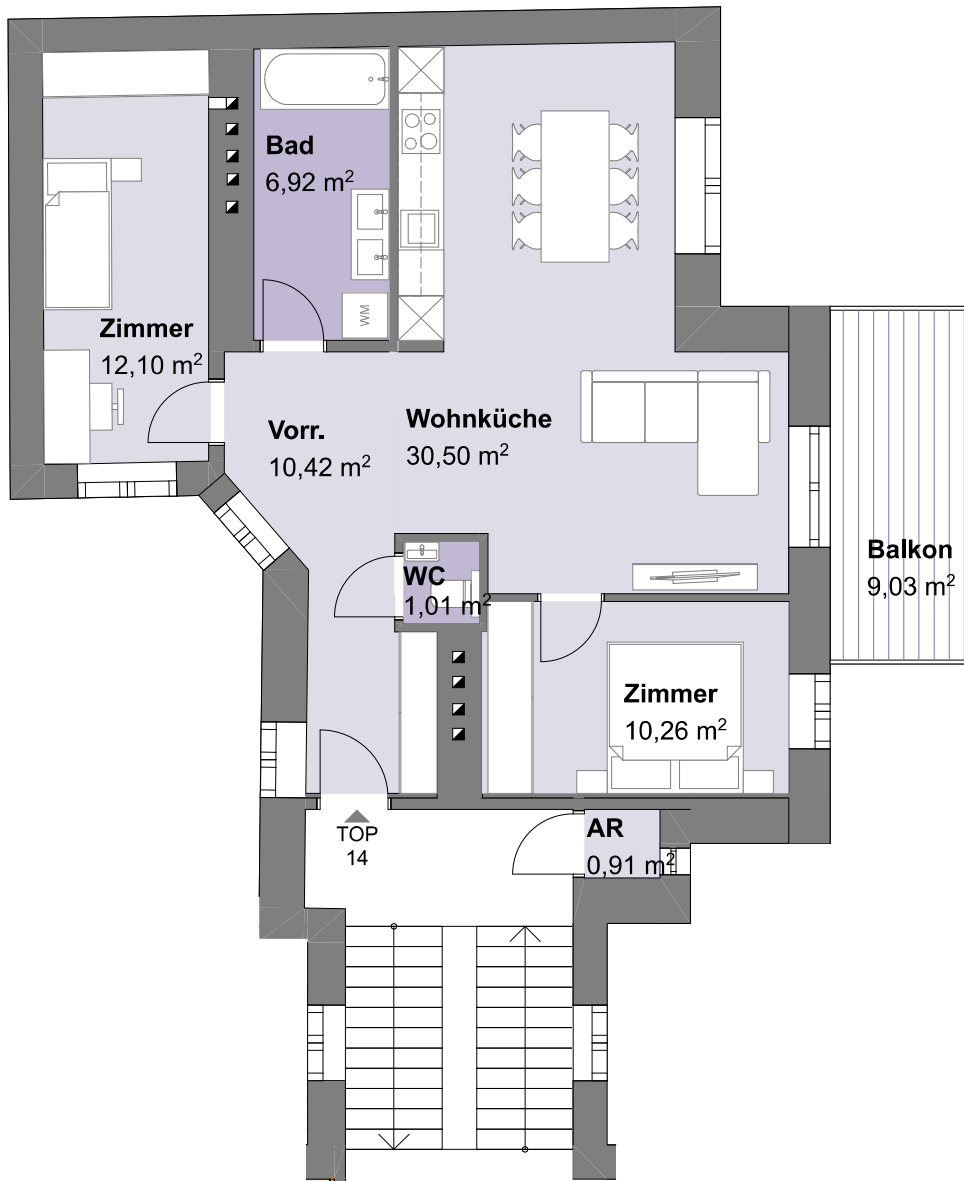 Bad
6,92 m²
WM
Zimmer
12,10 m²
Vorr.
10,42 m²
Wohnküche
30,50 m²
Balkon
9,03 m²
WC
1,01 m²
Zimmer
10,26 m²
TOP
14
AR
0,91 m²